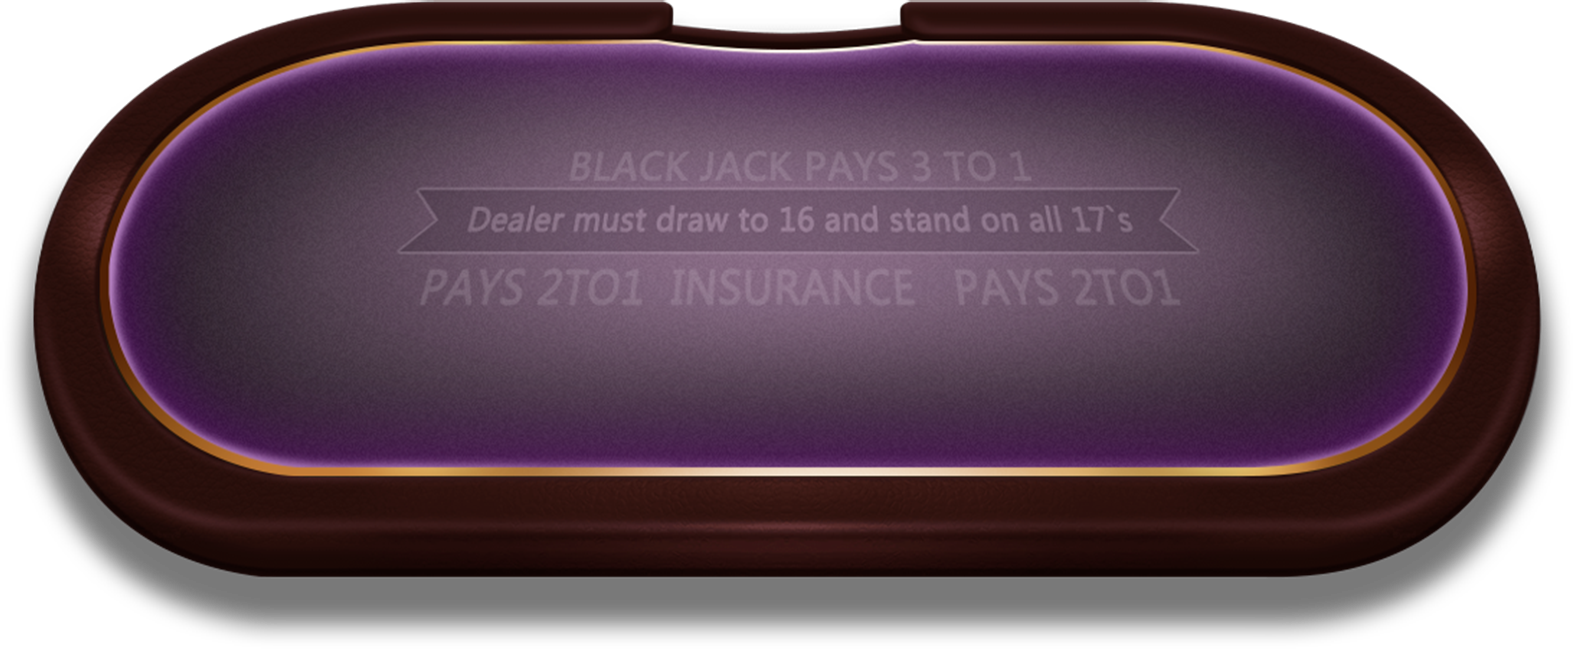 BLACK JACK PAYS 3 TO 1
Dealer must draw to 16 and stand on all 17`s
PAYS 2TO1 INSURANCE PAYS 2TO1